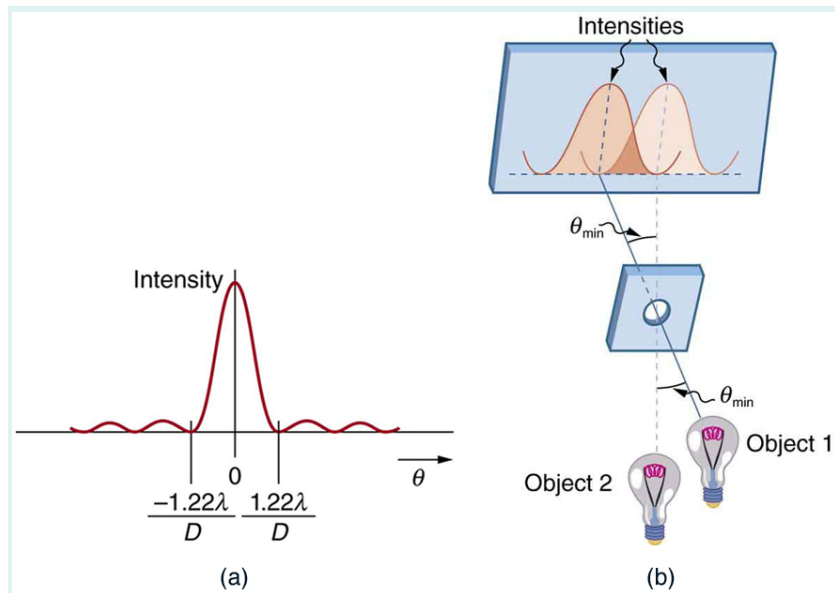 Intensity
−1.22λ
D
0
1.22λ
D
θ
(a)
Intensities
θmin
θmin
Object 1
Object 2
(b)